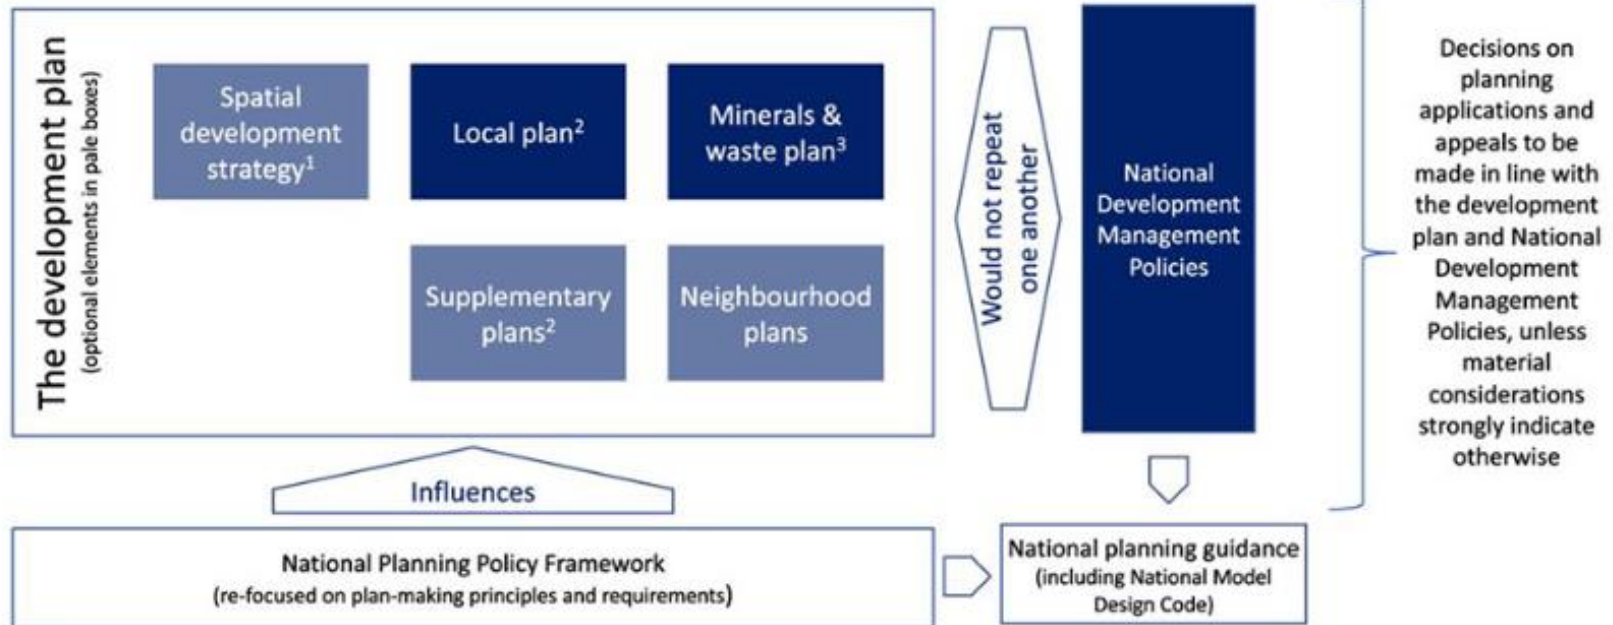 The development plan
(optional elements in pale boxes)
Spatial
development
strategy¹
Local plan²
Minerals &
waste plan³
Supplementary
plans²
Neighbourhood
plans
Would not repeat
one another
National
Development
Management
Policies
Decisions on
planning
applications and
appeals to be
made in line with
the development
plan and National
Development
Management
Policies, unless
material
considerations
strongly indicate
otherwise
Influences
National Planning Policy Framework
(re-focused on plan-making principles and requirements)
National planning guidance
(including National Model
Design Code)